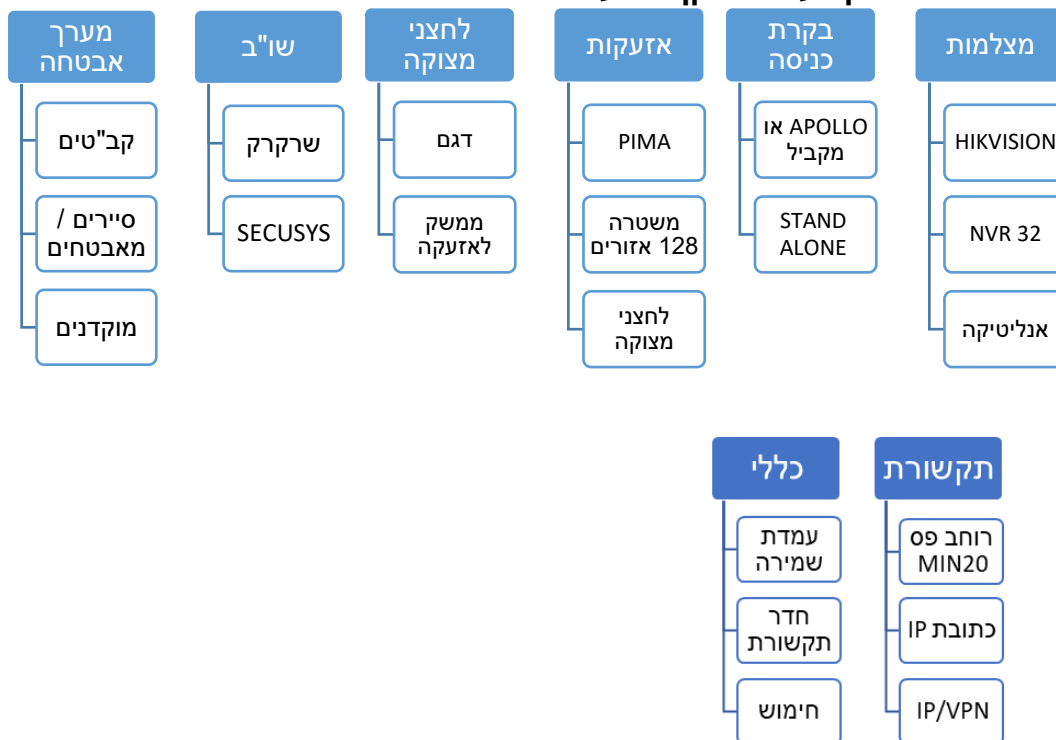 מצלמות
HIKVISION
NVR 32
אנליטיקה
בקרת
כניסה
APOLLO או
מקביל
STAND
ALONE
אזעקות
PIMA
משטרה
128 אזורים
לחצני
מצוקה
לחצני
מצוקה
דגם
ממשק
לאזעקה
שו"ב
שרקרק
SECUSYS
מערך
אבטחה
קב"טים
סיירים /
מאבטחים
מוקדנים
תקשורת
רוחב פס
MIN20
כתובת IP
IP/VPN
כללי
עמדת
שמירה
חדר
תקשורת
חימוש